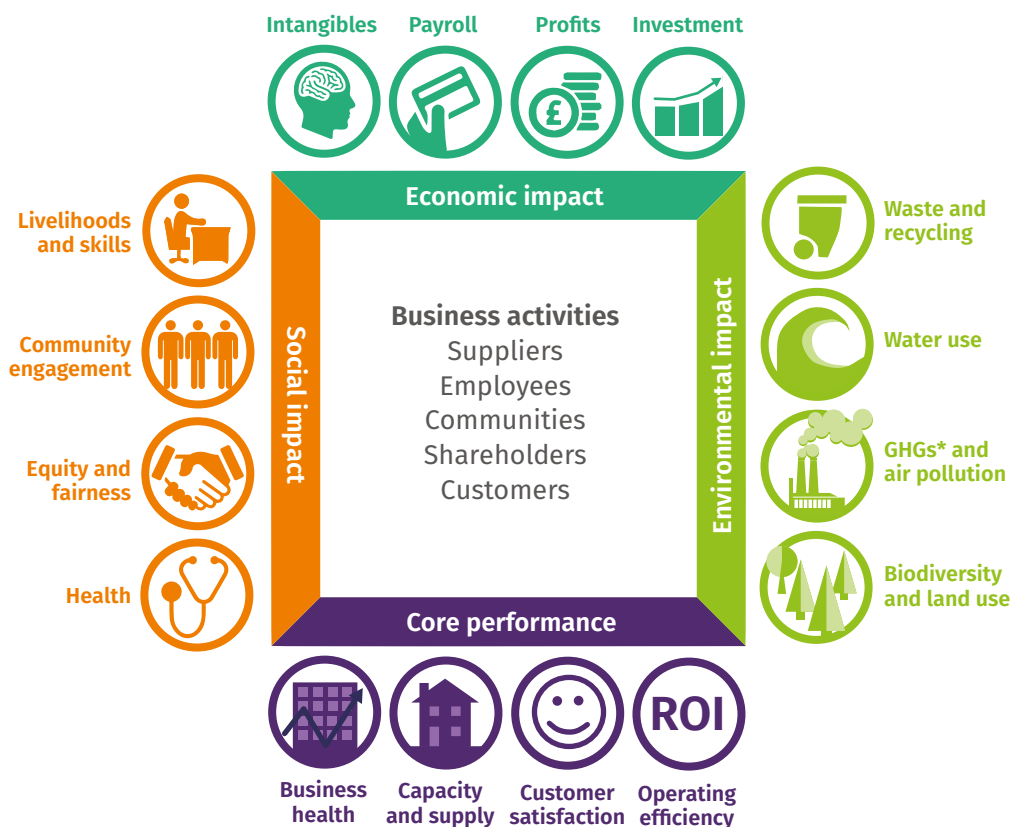 Intangibles
Payroll
Profits
Investment
£
Economic impact
Livelihoods
and skills
Community
engagement
Equity and
fairness
Health
Social impact
Business activities
Suppliers
Employees
Communities
Shareholders
Customers
Environmental impact
Waste and
recycling
Water use
GHGs* and
air pollution
Biodiversity
and land use
Core performance
ROI
Business
health
Capacity
and supply
Customer
satisfaction
Operating
efficiency